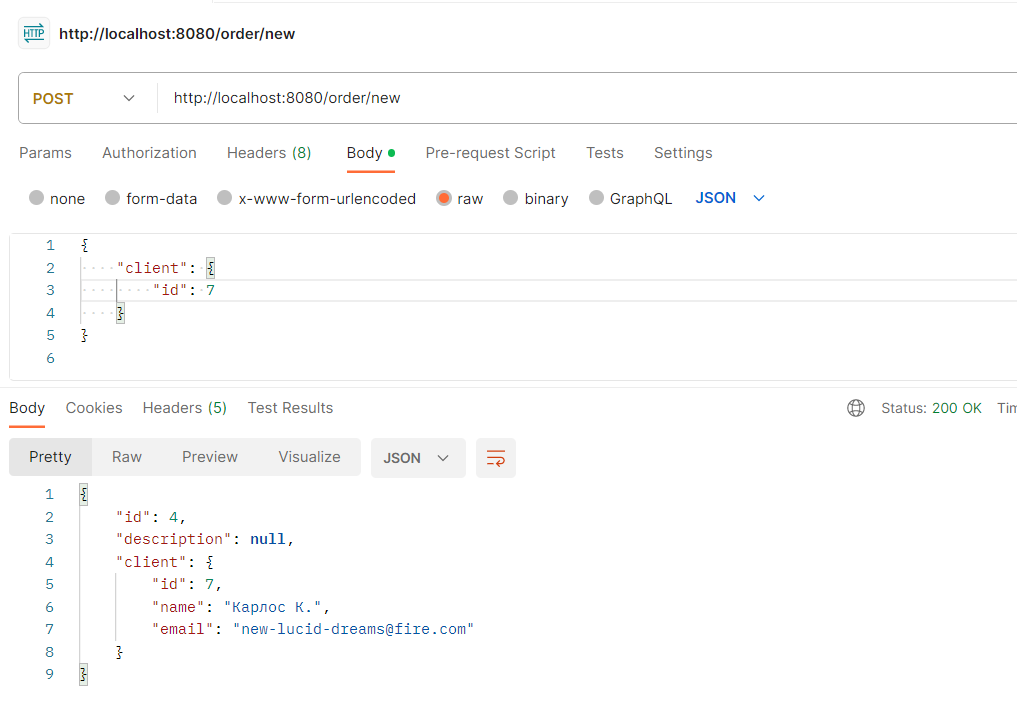 HTTP http://localhost:8080/order/new
POST http://localhost:8080/order/new
Params Authorization Headers (8) Body Pre-request Script Tests Settings
none form-data x-www-form-urlencoded raw binary GraphQL JSON
1 {
2 "client": {
3 "id": 7
4 }
5 }
6
Body Cookies Headers (5) Test Results Status: 200 OK Tim
Pretty Raw Preview Visualize JSON
1 {
2 "id": 4,
3 "description": null,
4 "client": {
5 "id": 7,
6 "name": "Карлос К.",
7 "email": "new-lucid-dreams@fire.com"
8 }
9 }